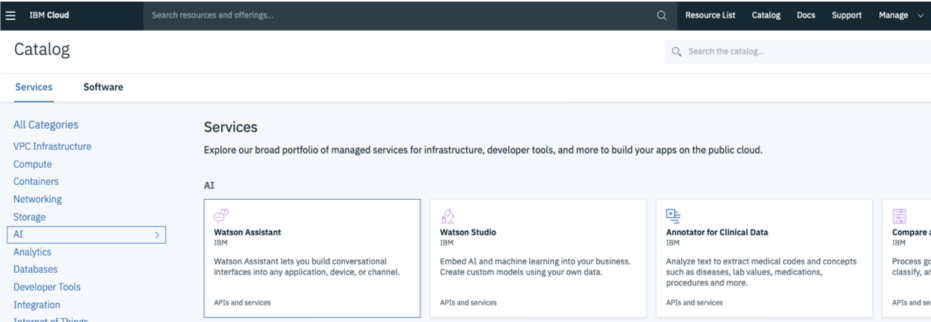 IBM Cloud
Search resources and offerings...
Resource List
Catalog
Docs
Support
Manage
Catalog
Search the catalog...
Services
Software
All Categories
VPC Infrastructure
Compute
Containers
Networking
Storage
AI
Analytics
Databases
Developer Tools
Integration
Internet of Things
Services
Explore our broad portfolio of managed services for infrastructure, developer tools, and more to build your apps on the public cloud.
AI
Watson Assistant
IBM
Watson Assistant lets you build conversational
interfaces into any application, device, or channel.
APIs and services
Watson Studio
IBM
Embed AI and machine learning into your business.
Create custom models using your own data.
APIs and services
Annotator for Clinical Data
IBM
Analyze text to extract medical codes and concepts
such as diseases, lab values, medications,
procedures and more.
APIs and services
Compare a
IBM
Process go
classify, an
APIs and se